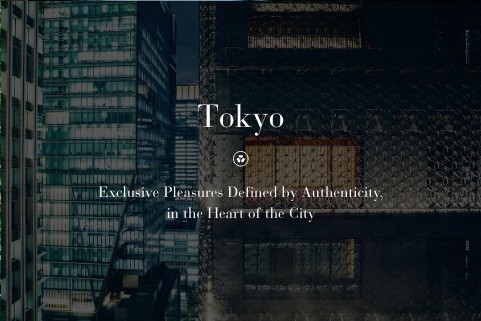 Tokyo
Exclusive Pleasures Defined by Authenticity,
in the Heart of the City